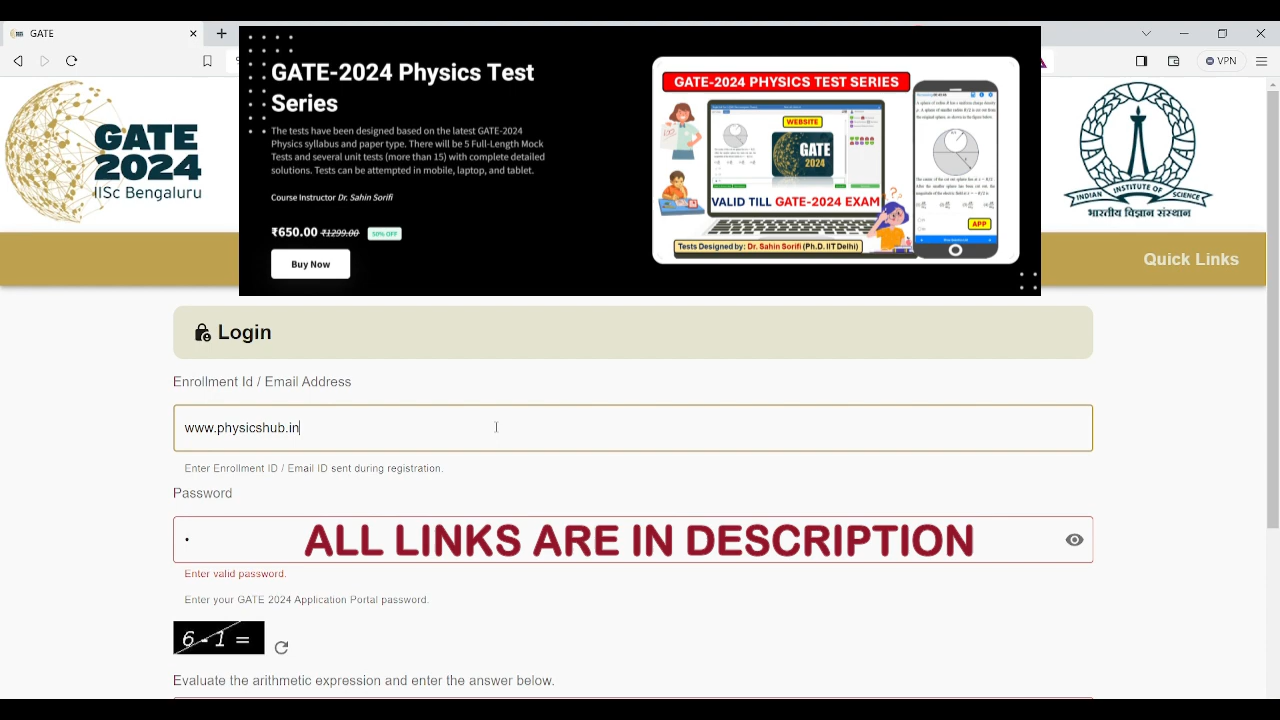 GATE
VPN
GATE
2024
IISc Bengaluru
GATE-2024 Physics Test
Series
The tests have been designed based on the latest GATE-2024
Physics syllabus and paper type. There will be 5 Full-Length Mock
Tests and several unit tests (more than 15) with complete detailed
solutions. Tests can be attempted in mobile, laptop, and tablet.
Course Instructor Dr. Sahin Sorifi
₹650.00 ₹1299.00 50% OFF
Buy Now
GATE-2024 PHYSICS TEST SERIES
WEBSITE
GATE
2024
VALID TILL GATE-2024 EXAM
APP
Tests Designed by: Dr. Sahin Sorifi (Ph.D. IIT Delhi)
INDIAN INSTITUTE OF SCIENCE
भारतीय विज्ञान संस्थान
Quick Links
Login
Enrollment Id / Email Address
www.physicshub.in
Enter Enrollment ID / Email ID sent during registration.
Password
ALL LINKS ARE IN DESCRIPTION
Enter valid password.
Enter your GATE 2024 Application Portal password.
6 - 1 =
Evaluate the arithmetic expression and enter the answer below.